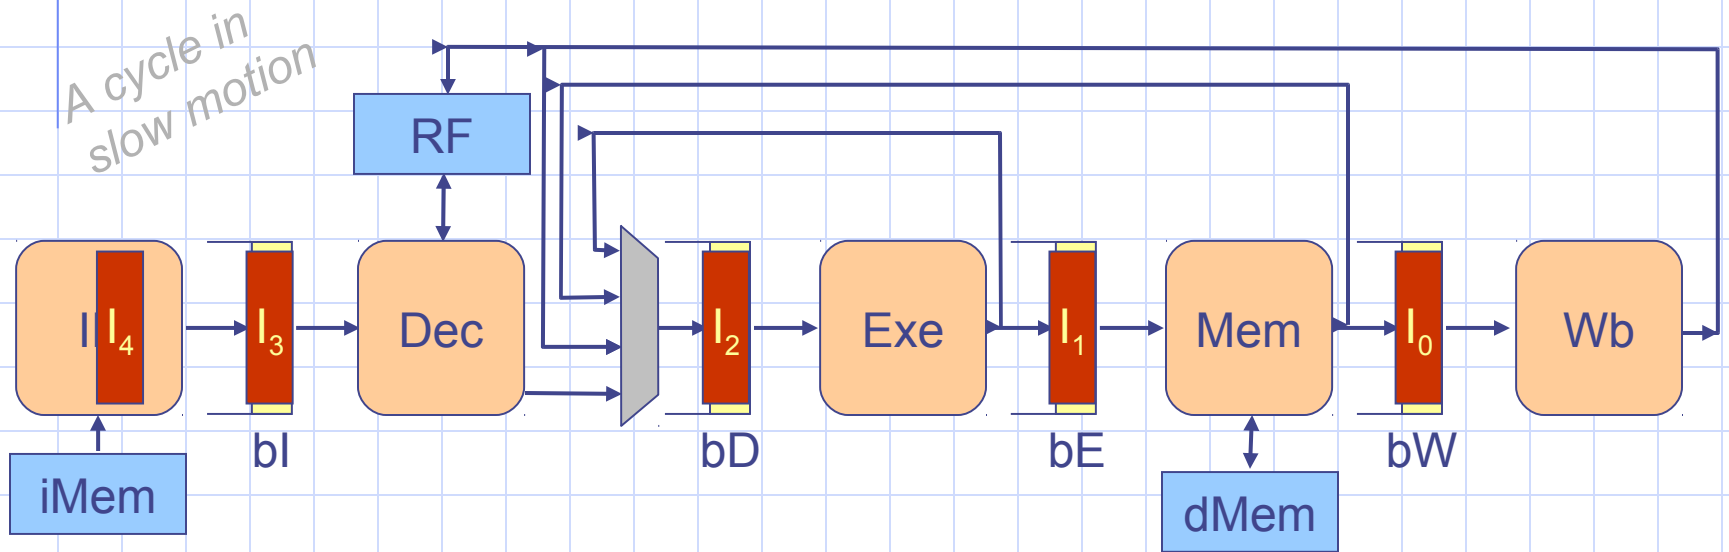 A cycle in
slow motion
RF
I
I4
I3
Dec
I2
Exe
I1
Mem
I0
Wb
bI
bD
bE
bW
iMem
dMem